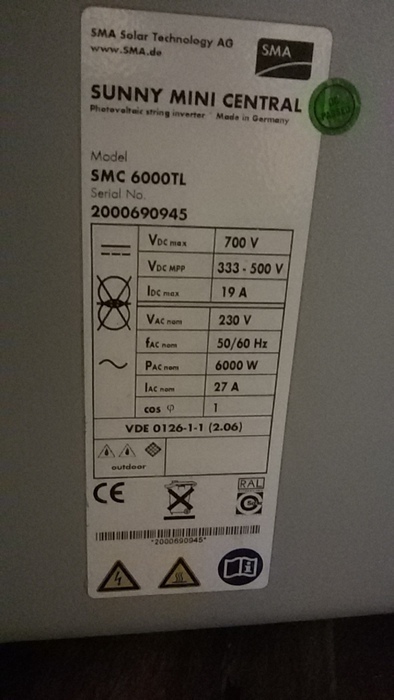 SMA Solar Technology AG
www.SMA.de
SMA
SUNNY MINI CENTRAL
Photovoltaic string inverter Made in Germany
Model
SMC 6000TL
Serial No.
2000690945
VDC max 700 V
VDC MPP 333 - 500 V
IDC max 19 A
VAC nom 230 V
fAC nom 50/60 Hz
PAC nom 6000 W
IAC nom 27 A
cos φ 1
VDE 0126-1-1 (2.06)
outdoor
CE
RAL
*2000690945*